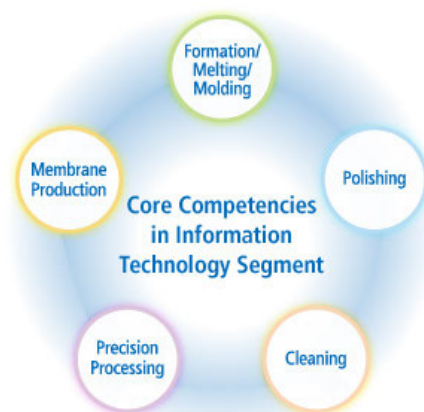 Formation/
Melting/
Molding
Membrane
Production
Polishing
Core Competencies
in Information
Technology Segment
Precision
Processing
Cleaning